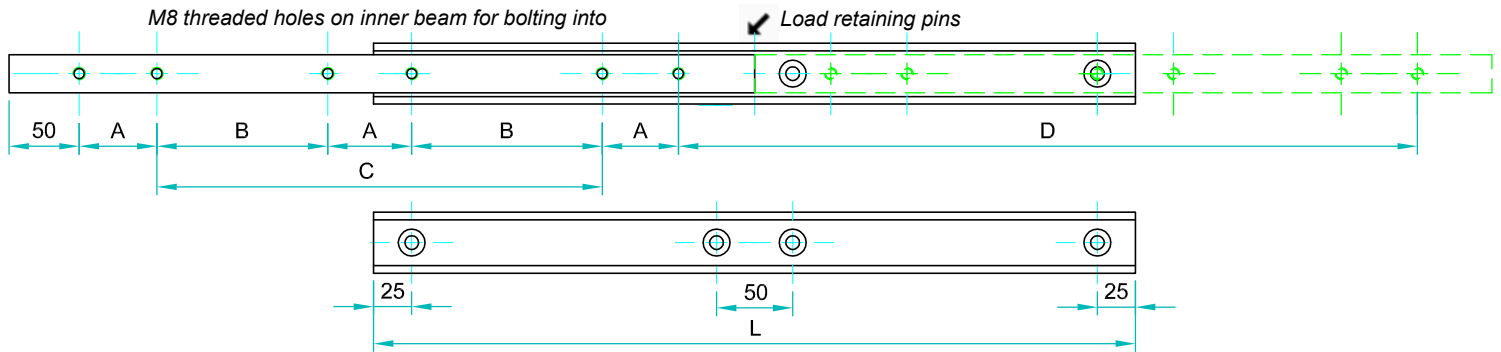 M8 threaded holes on inner beam for bolting into
Load retaining pins
50 A B A B A D
C
25 50 25
L